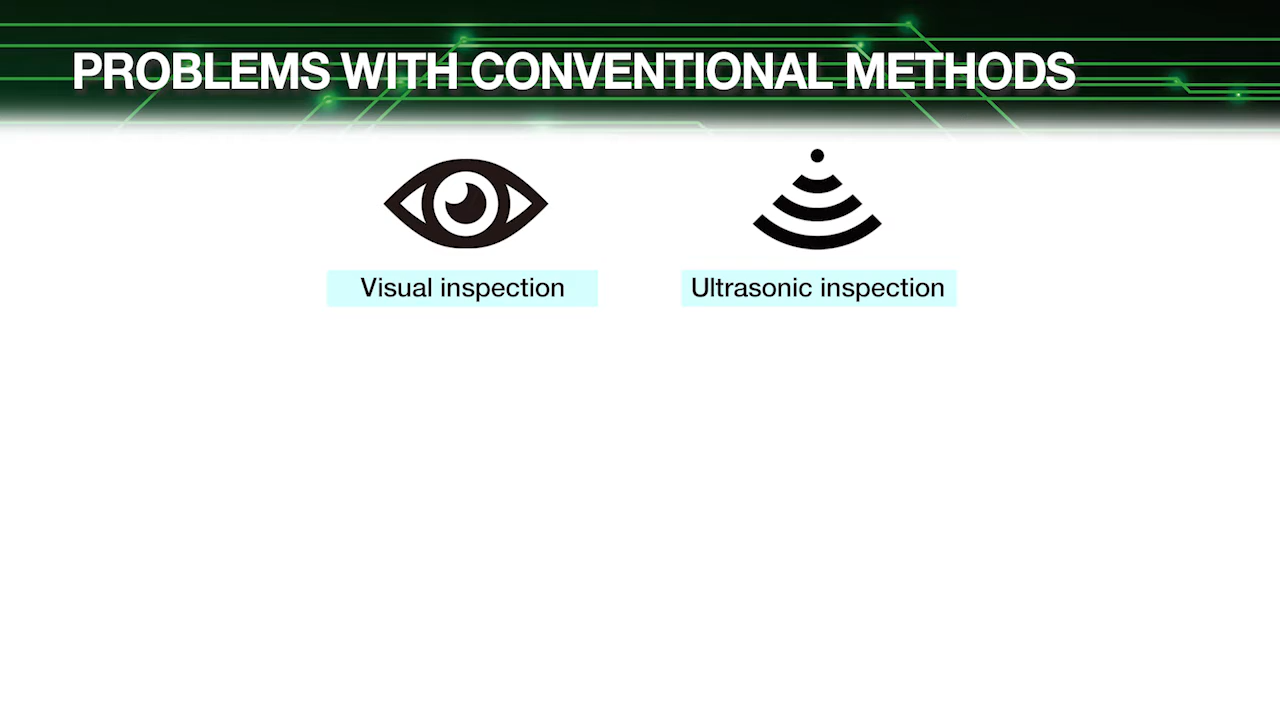 PROBLEMS WITH CONVENTIONAL METHODS
Visual inspection
Ultrasonic inspection